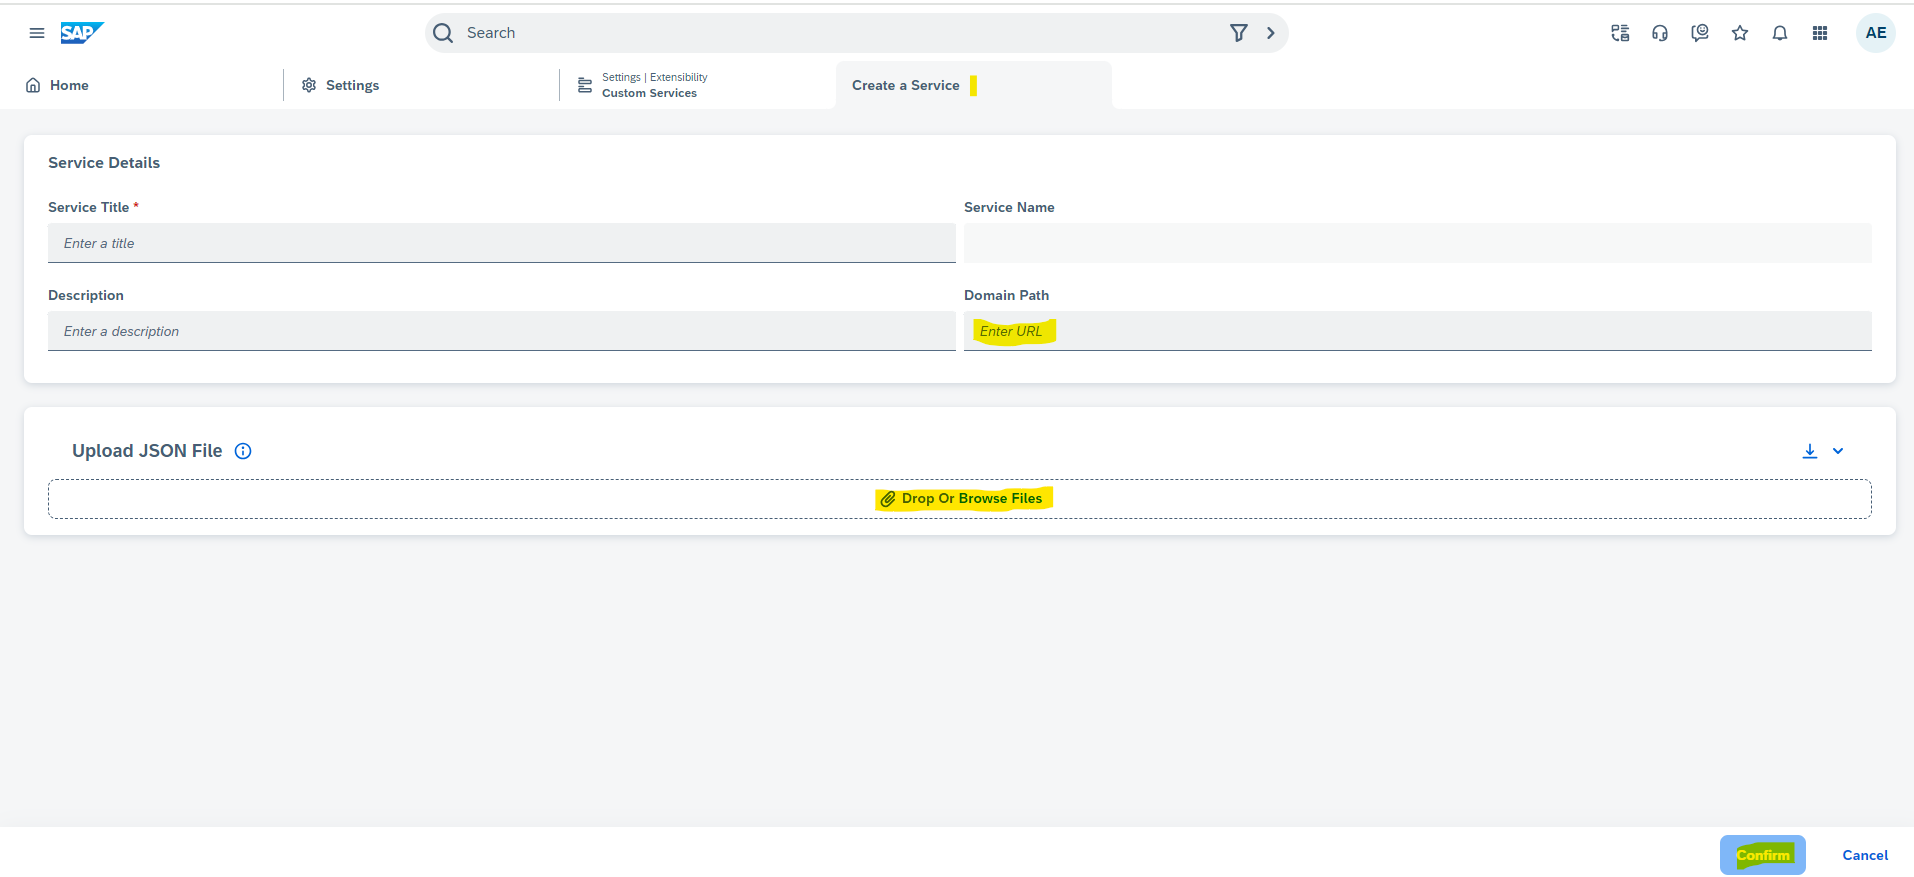 SAP
Search
AE
Home
Settings
Settings | Extensibility
Custom Services
Create a Service
Service Details
Service Title *
Service Name
Enter a title
Description
Domain Path
Enter a description
Enter URL
Upload JSON File
Drop Or Browse Files
Confirm
Cancel